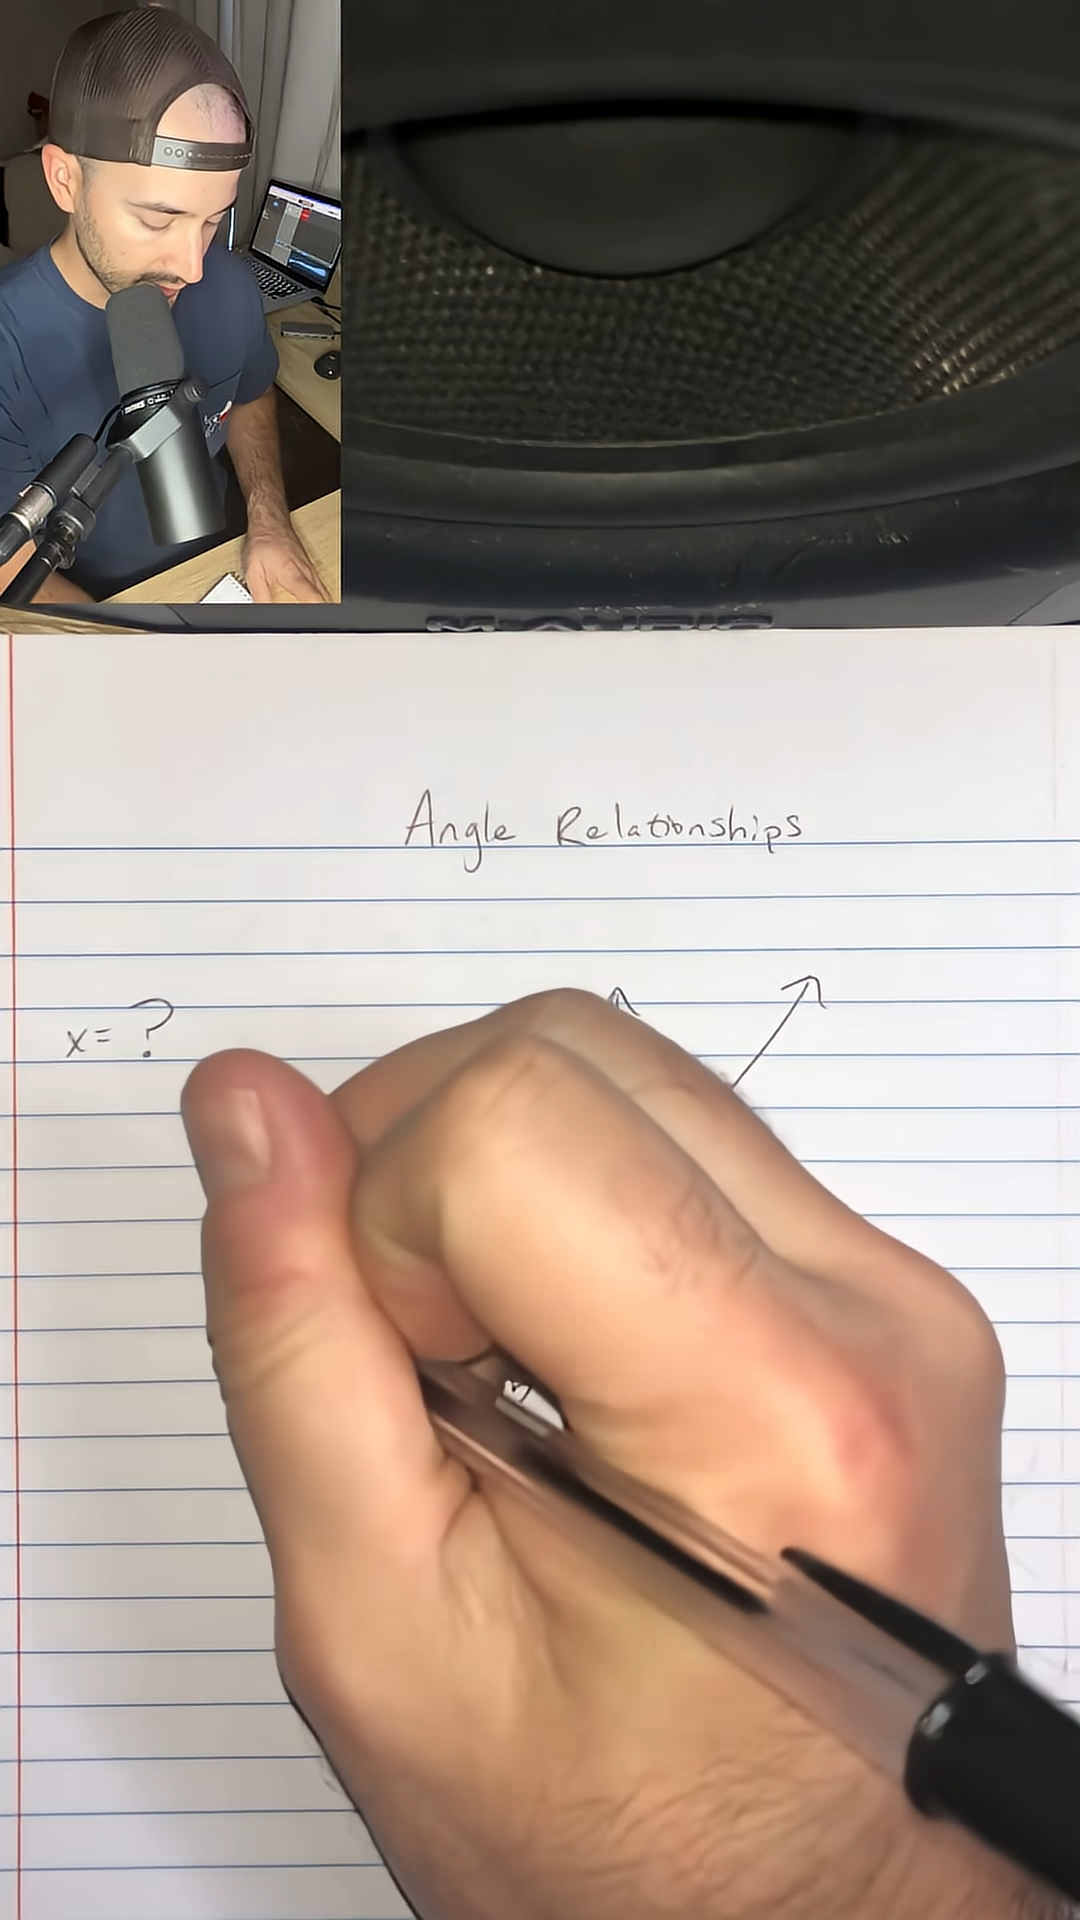 Angle Relationships
x = ?